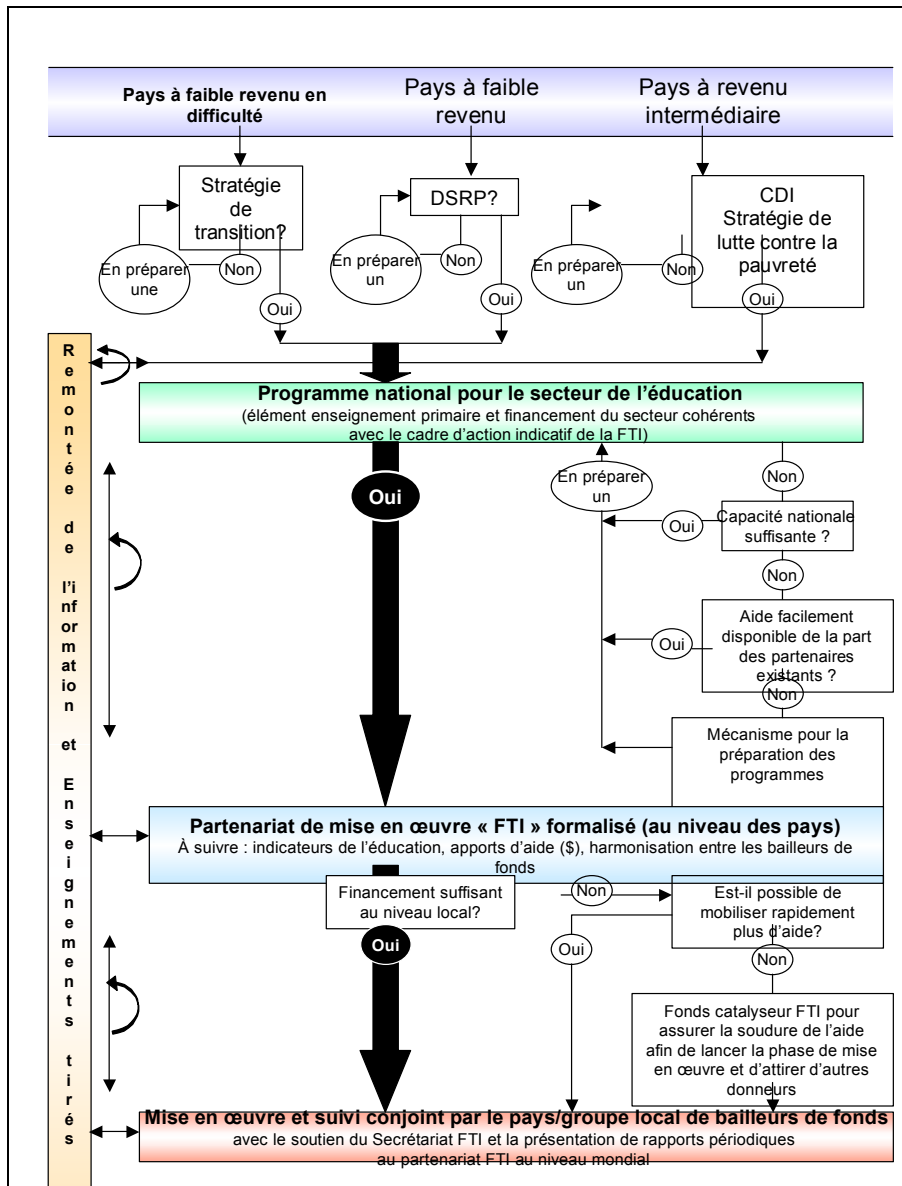 Pays à faible revenu en
difficulté
Pays à faible
revenu
Pays à revenu
intermédiaire
Stratégie
de
transition?
DSRP?
CDI
Stratégie de
lutte contre la
pauvreté
En préparer
une
Non
En préparer
un
Non
En préparer
un
Non
Oui
Oui
Oui
Remontée de l'information et Enseignements tirés
Programme national pour le secteur de l'éducation
(élément enseignement primaire et financement du secteur cohérents
avec le cadre d'action indicatif de la FTI)
Oui
En préparer
un
Non
Oui
Capacité nationale
suffisante ?
Non
Oui
Aide facilement
disponible de la part
des partenaires
existants ?
Non
Mécanisme pour la
préparation des
programmes
Partenariat de mise en œuvre « FTI » formalisé (au niveau des pays)
À suivre : indicateurs de l'éducation, apports d'aide ($), harmonisation entre les bailleurs de
fonds
Financement suffisant
au niveau local?
Non
Est-il possible de
mobiliser rapidement
plus d'aide?
Oui
Oui
Non
Fonds catalyseur FTI pour
assurer la soudure de l'aide
afin de lancer la phase de mise
en œuvre et d'attirer d'autres
donneurs
Mise en œuvre et suivi conjoint par le pays/groupe local de bailleurs de fonds
avec le soutien du Secrétariat FTI et la présentation de rapports périodiques
au partenariat FTI au niveau mondial